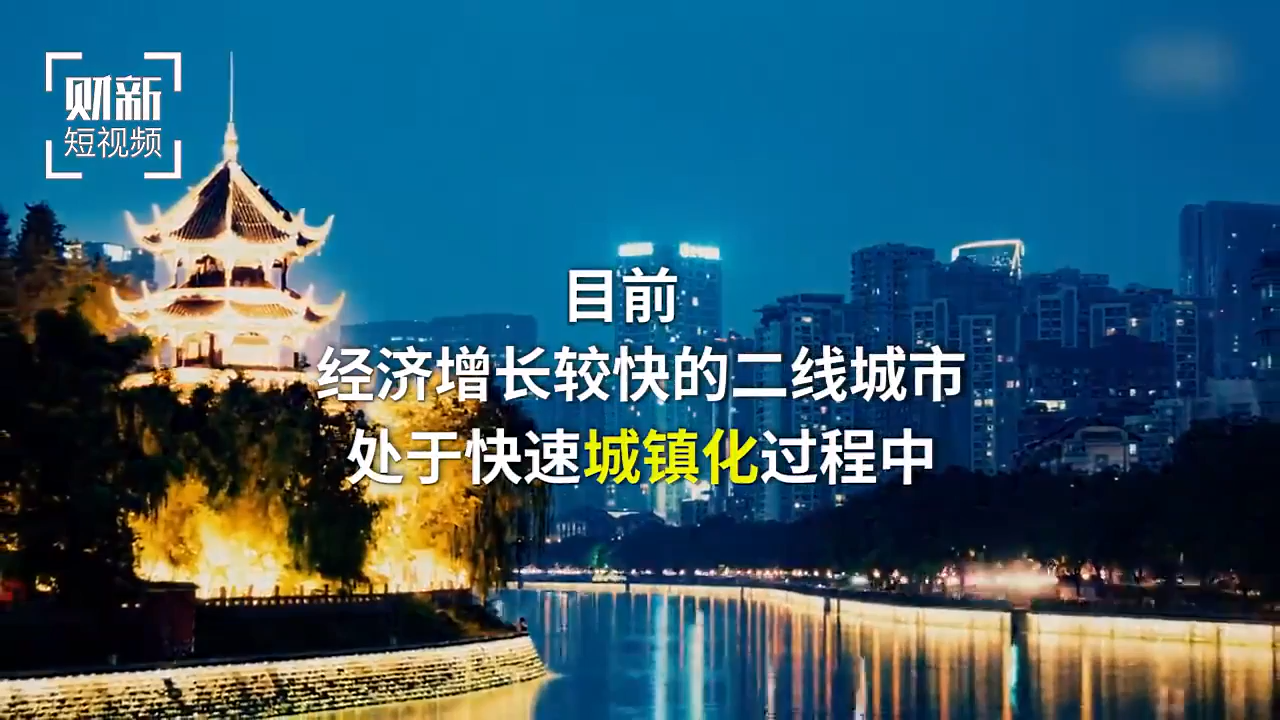 财新
短视频
目前
经济增长较快的二线城市
处于快速城镇化过程中